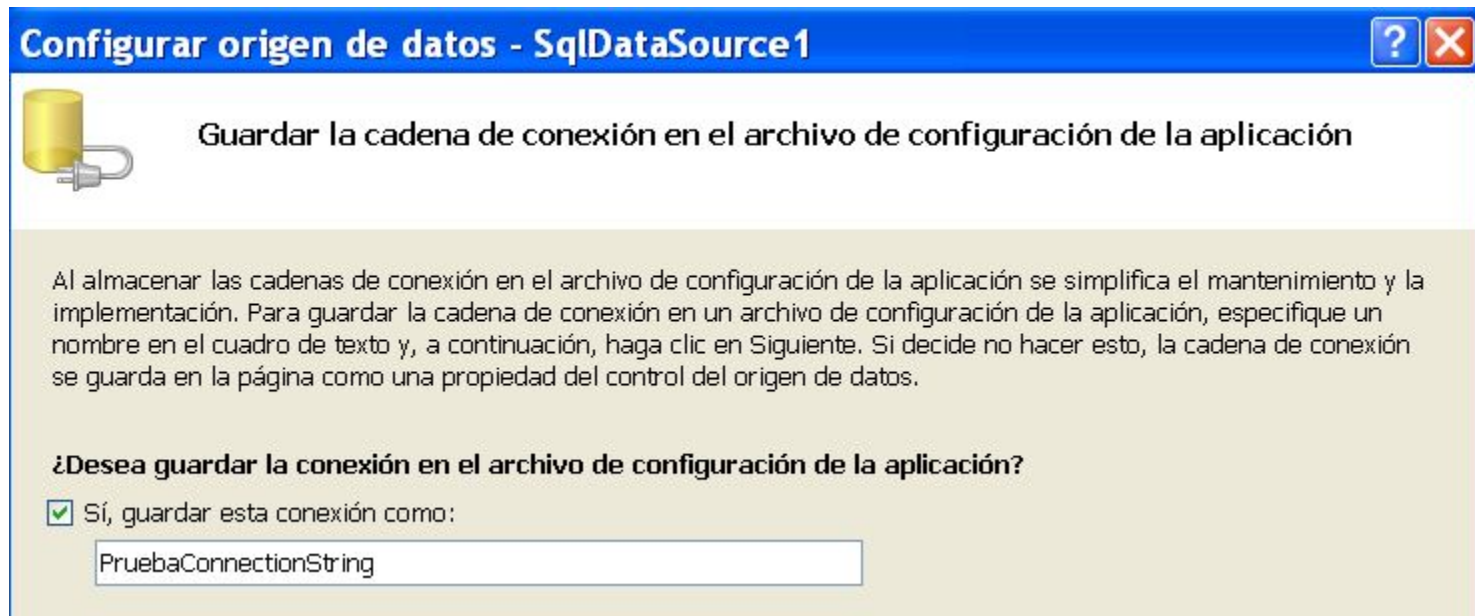 Configurar origen de datos - SqlDataSource1
Guardar la cadena de conexión en el archivo de configuración de la aplicación
Al almacenar las cadenas de conexión en el archivo de configuración de la aplicación se simplifica el mantenimiento y la
implementación. Para guardar la cadena de conexión en un archivo de configuración de la aplicación, especifique un
nombre en el cuadro de texto y, a continuación, haga clic en Siguiente. Si decide no hacer esto, la cadena de conexión
se guarda en la página como una propiedad del control del origen de datos.
¿Desea guardar la conexión en el archivo de configuración de la aplicación?
Sí, guardar esta conexión como:
PruebaConnectionString